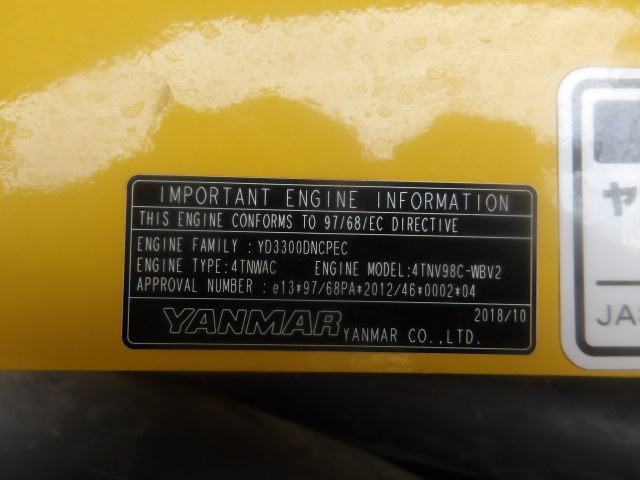 IMPORTANT ENGINE INFORMATION
THIS ENGINE CONFORMS TO 97/68/EC DIRECTIVE
ENGINE FAMILY : YD3300DNCPEC
ENGINE TYPE:4TNWAC ENGINE MODEL:4TNV98C-WBV2
APPROVAL NUMBER : e13*97/68PA*2012/46*0002*04
2018/10
YANMAR YANMAR CO.,LTD.
ヤ
JA